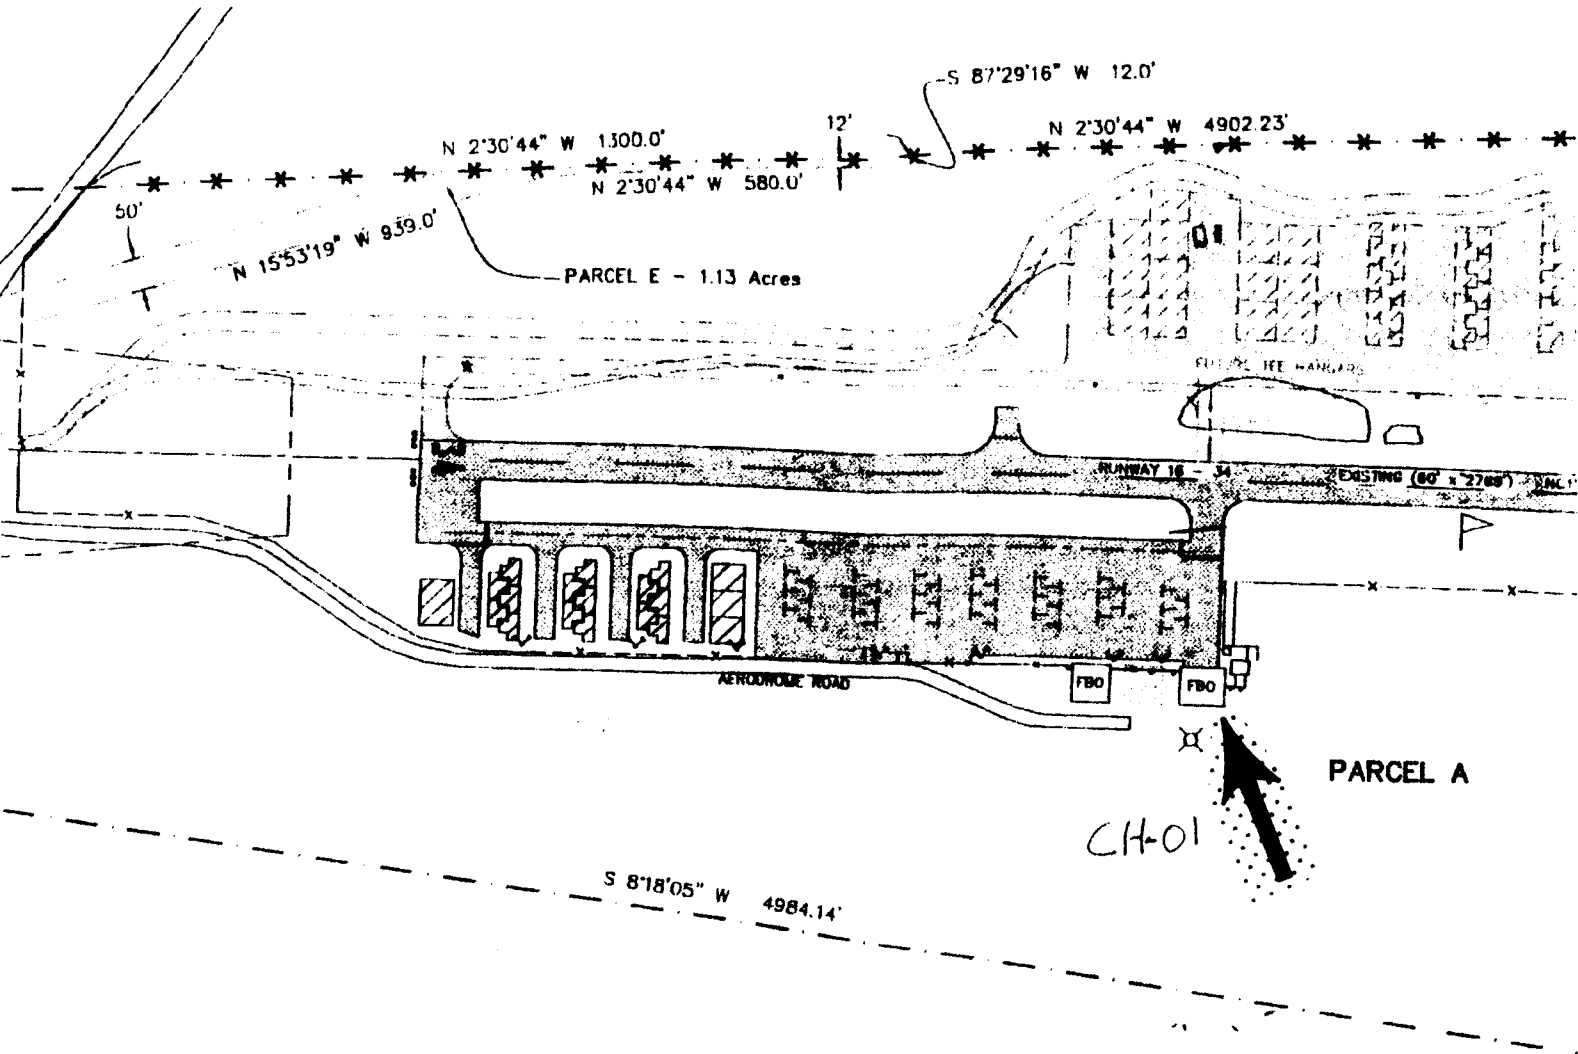 S 87°29'16" W 12.0'
12'
N 2°30'44" W 4902.23'
N 2°30'44" W 1300.0'
N 2°30'44" W 580.0'
50'
N 15°53'19" W 939.0'
PARCEL E - 1.13 Acres
HANGARS
RUNWAY 16 - 34
EXISTING (60' x
AERODROME ROAD
FBO
FBO
PARCEL A
CH-01
S 8°18'05" W 4984.14'